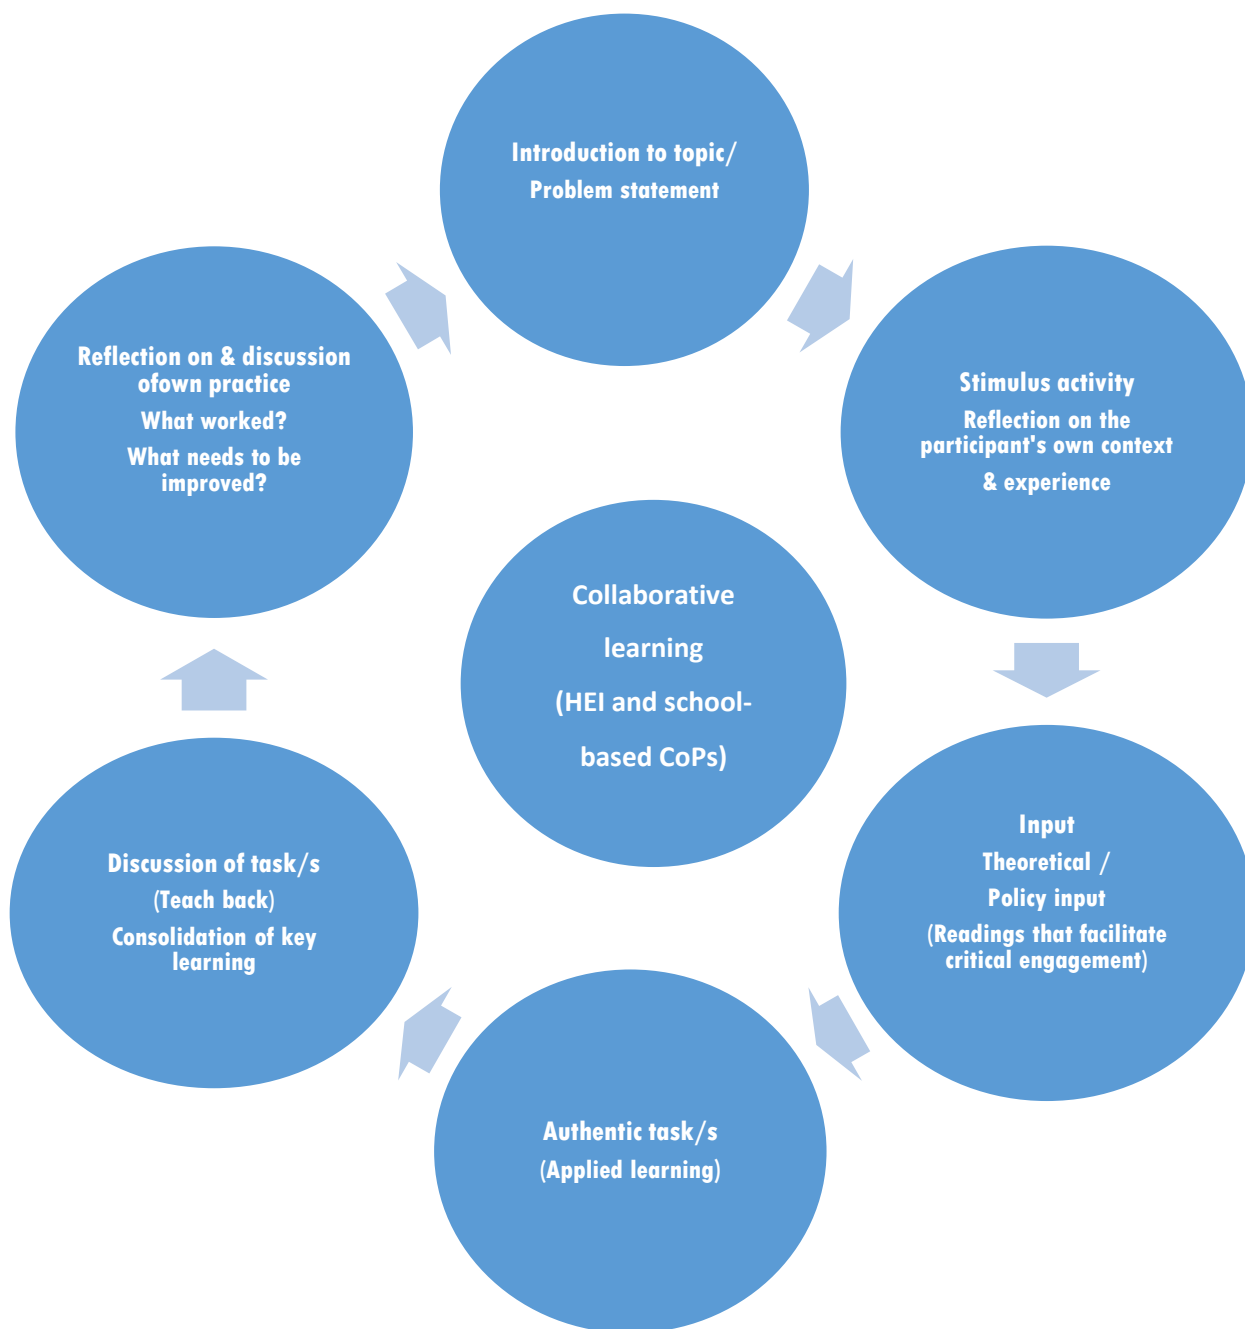 Introduction to topic/
Problem statement
Stimulus activity
Reflection on the
participant's own context
& experience
Input
Theoretical /
Policy input
(Readings that facilitate
critical engagement)
Authentic task/s
(Applied learning)
Discussion of task/s
(Teach back)
Consolidation of key
learning
Reflection on & discussion
ofown practice
What worked?
What needs to be
improved?
Collaborative
learning
(HEI and school-
based CoPs)